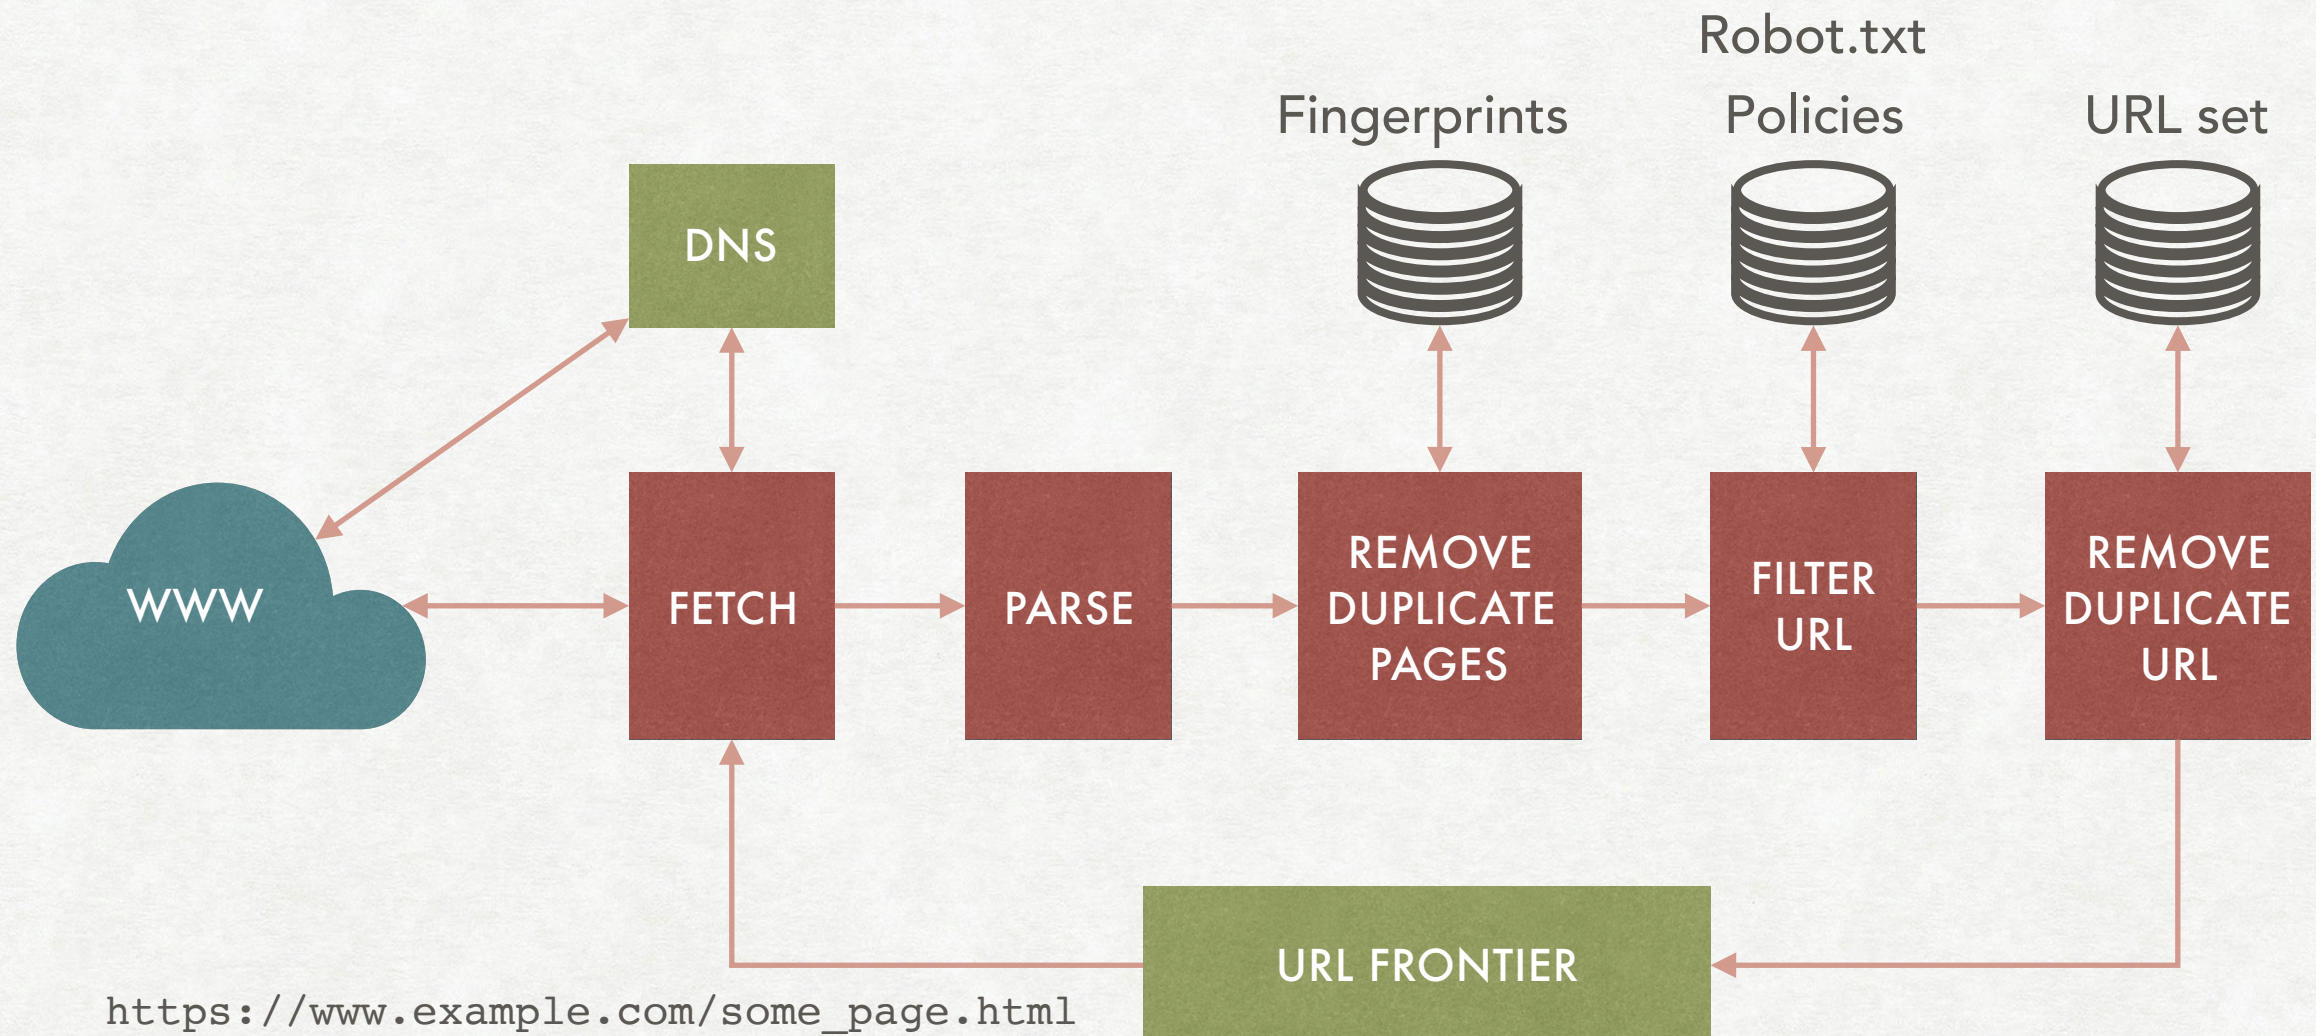 Robot.txt
Policies
Fingerprints
URL set
DNS
WWW
FETCH
PARSE
REMOVE
DUPLICATE
PAGES
FILTER
URL
REMOVE
DUPLICATE
URL
URL FRONTIER
https://www.example.com/some_page.html